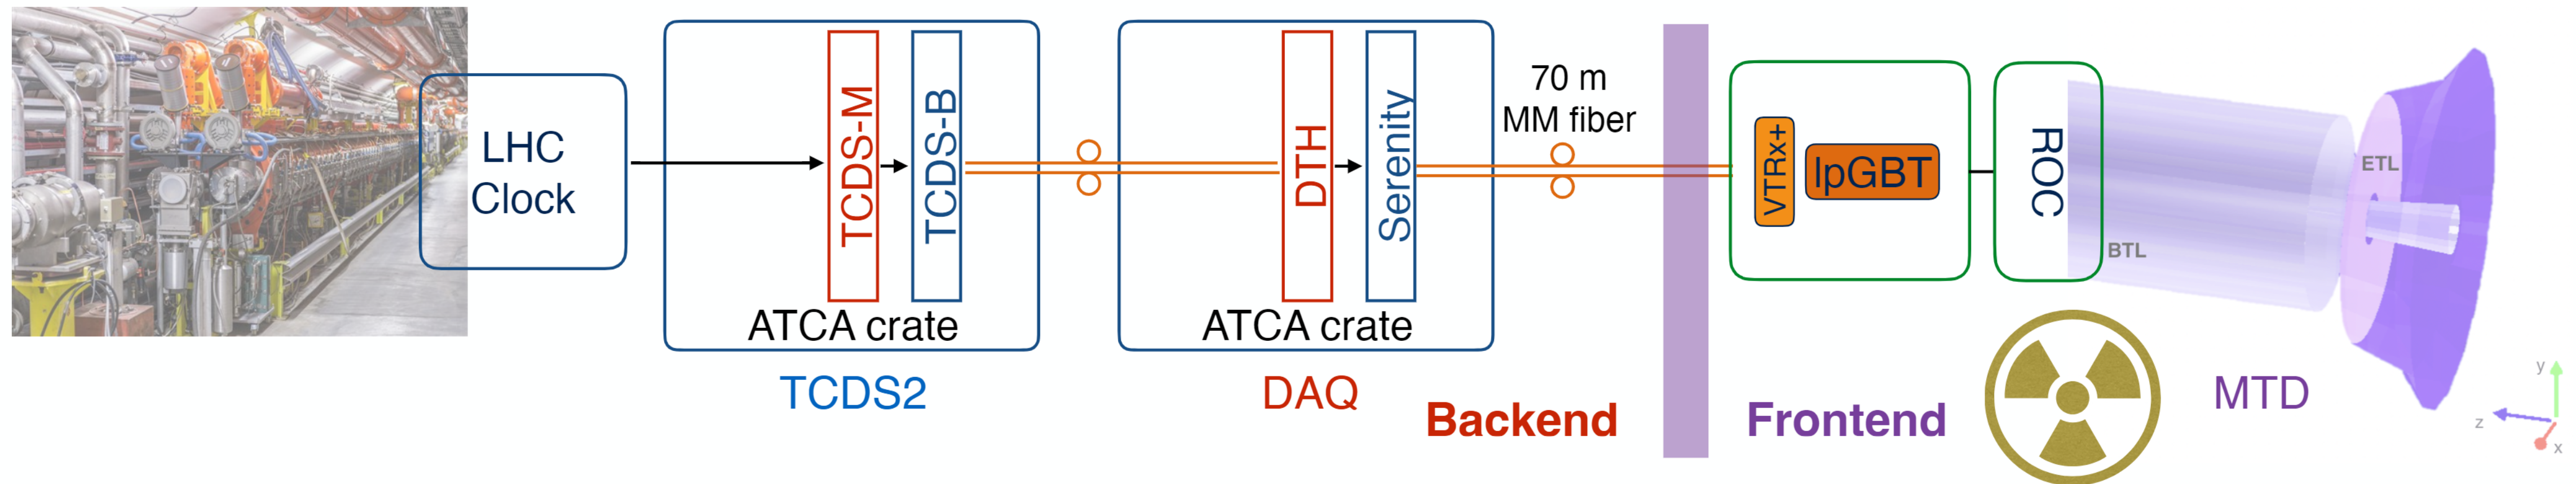 LHC
Clock
TCDS-M
TCDS-B
ATCA crate
TCDS2
DTH
Serenity
ATCA crate
DAQ
70 m
MM fiber
Backend
Frontend
VTRx+
lpGBT
ROC
BTL
ETL
MTD
y
z
x